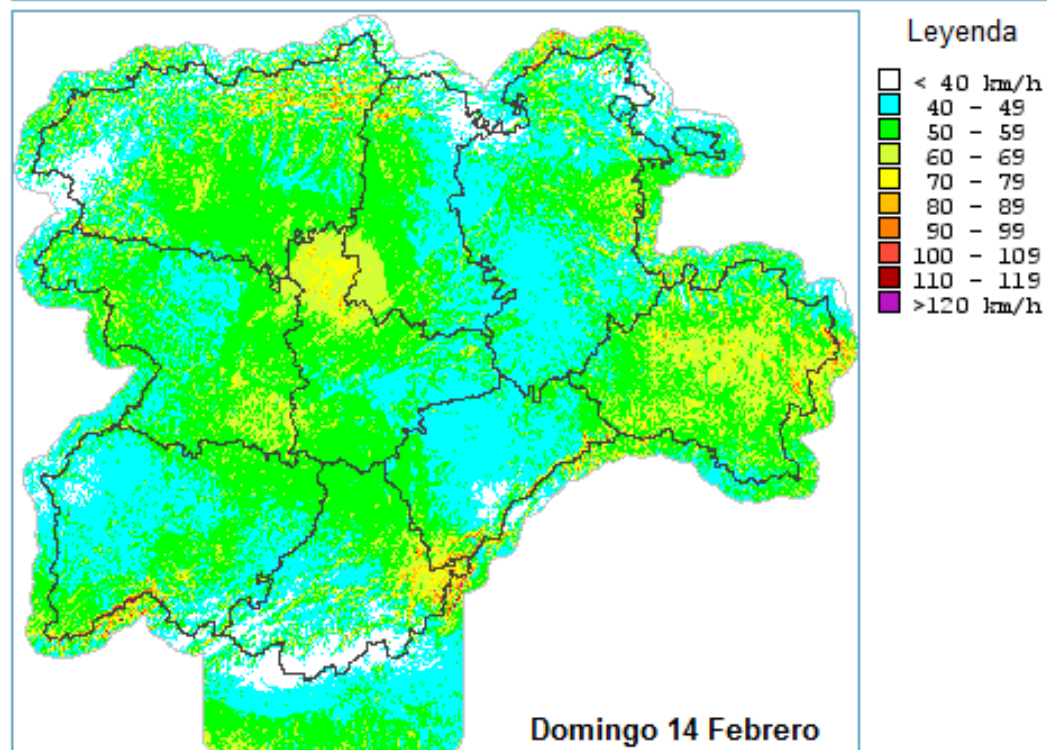 Leyenda
< 40 km/h
40 - 49
50 - 59
60 - 69
70 - 79
80 - 89
90 - 99
100 - 109
110 - 119
>120 km/h
Domingo 14 Febrero